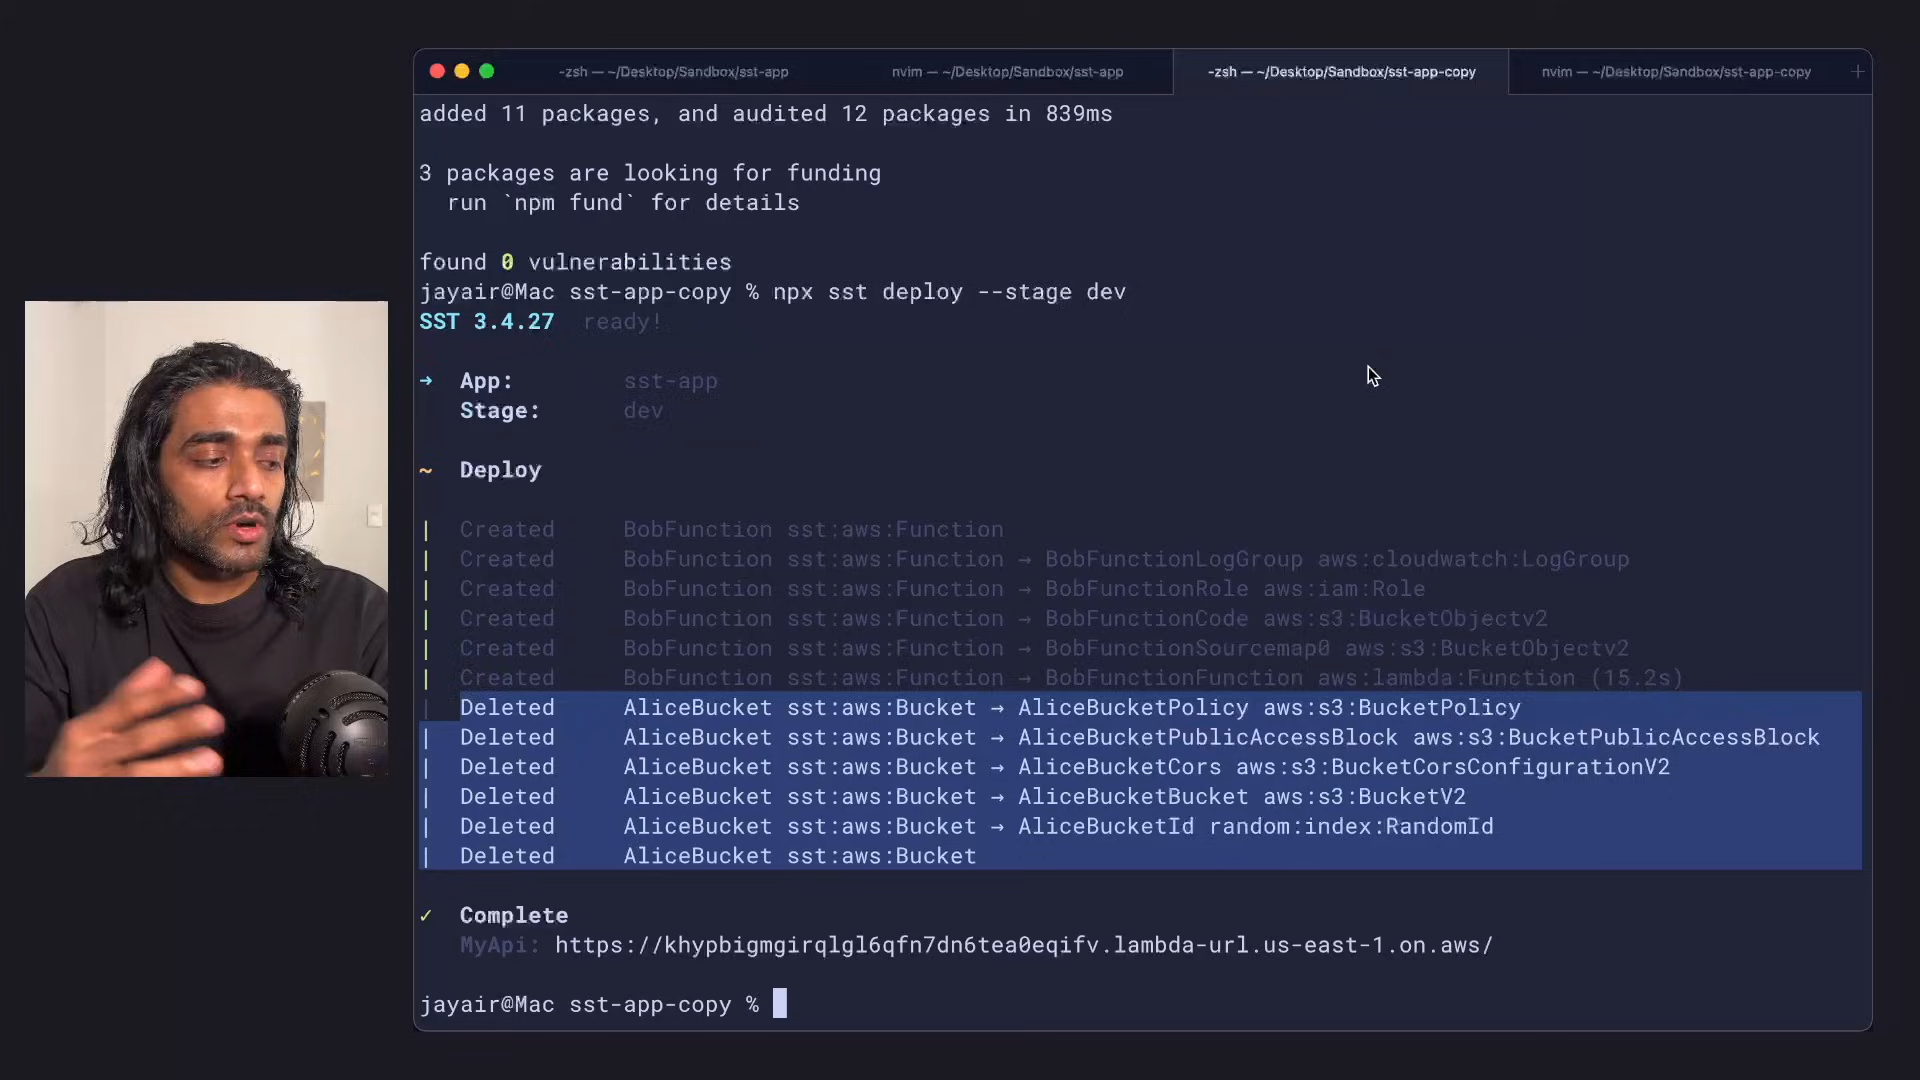 -zsh — ~/Desktop/Sandbox/sst-app
nvim — ~/Desktop/Sandbox/sst-app
-zsh — ~/Desktop/Sandbox/sst-app-copy
nvim — ~/Desktop/Sandbox/sst-app-copy
added 11 packages, and audited 12 packages in 839ms
3 packages are looking for funding
run `npm fund` for details
found 0 vulnerabilities
jayair@Mac sst-app-copy % npx sst deploy --stage dev
SST 3.4.27 ready!
➜ App: sst-app
Stage: dev
~ Deploy
| Created BobFunction sst:aws:Function
| Created BobFunction sst:aws:Function → BobFunctionLogGroup aws:cloudwatch:LogGroup
| Created BobFunction sst:aws:Function → BobFunctionRole aws:iam:Role
| Created BobFunction sst:aws:Function → BobFunctionCode aws:s3:BucketObjectv2
| Created BobFunction sst:aws:Function → BobFunctionSourcemap0 aws:s3:BucketObjectv2
| Created BobFunction sst:aws:Function → BobFunctionFunction aws:lambda:Function (15.2s)
| Deleted AliceBucket sst:aws:Bucket → AliceBucketPolicy aws:s3:BucketPolicy
| Deleted AliceBucket sst:aws:Bucket → AliceBucketPublicAccessBlock aws:s3:BucketPublicAccessBlock
| Deleted AliceBucket sst:aws:Bucket → AliceBucketCors aws:s3:BucketCorsConfigurationV2
| Deleted AliceBucket sst:aws:Bucket → AliceBucketBucket aws:s3:BucketV2
| Deleted AliceBucket sst:aws:Bucket → AliceBucketId random:index:RandomId
| Deleted AliceBucket sst:aws:Bucket
✓ Complete
MyApi: https://khypbigmgirqlgl6qfn7dn6tea0eqifv.lambda-url.us-east-1.on.aws/
jayair@Mac sst-app-copy %